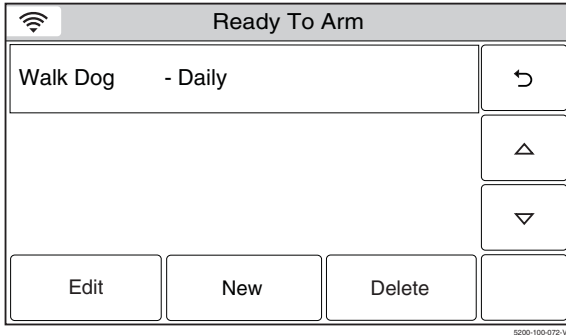 Ready To Arm
Walk Dog - Daily
Edit New Delete
5200-100-072-V